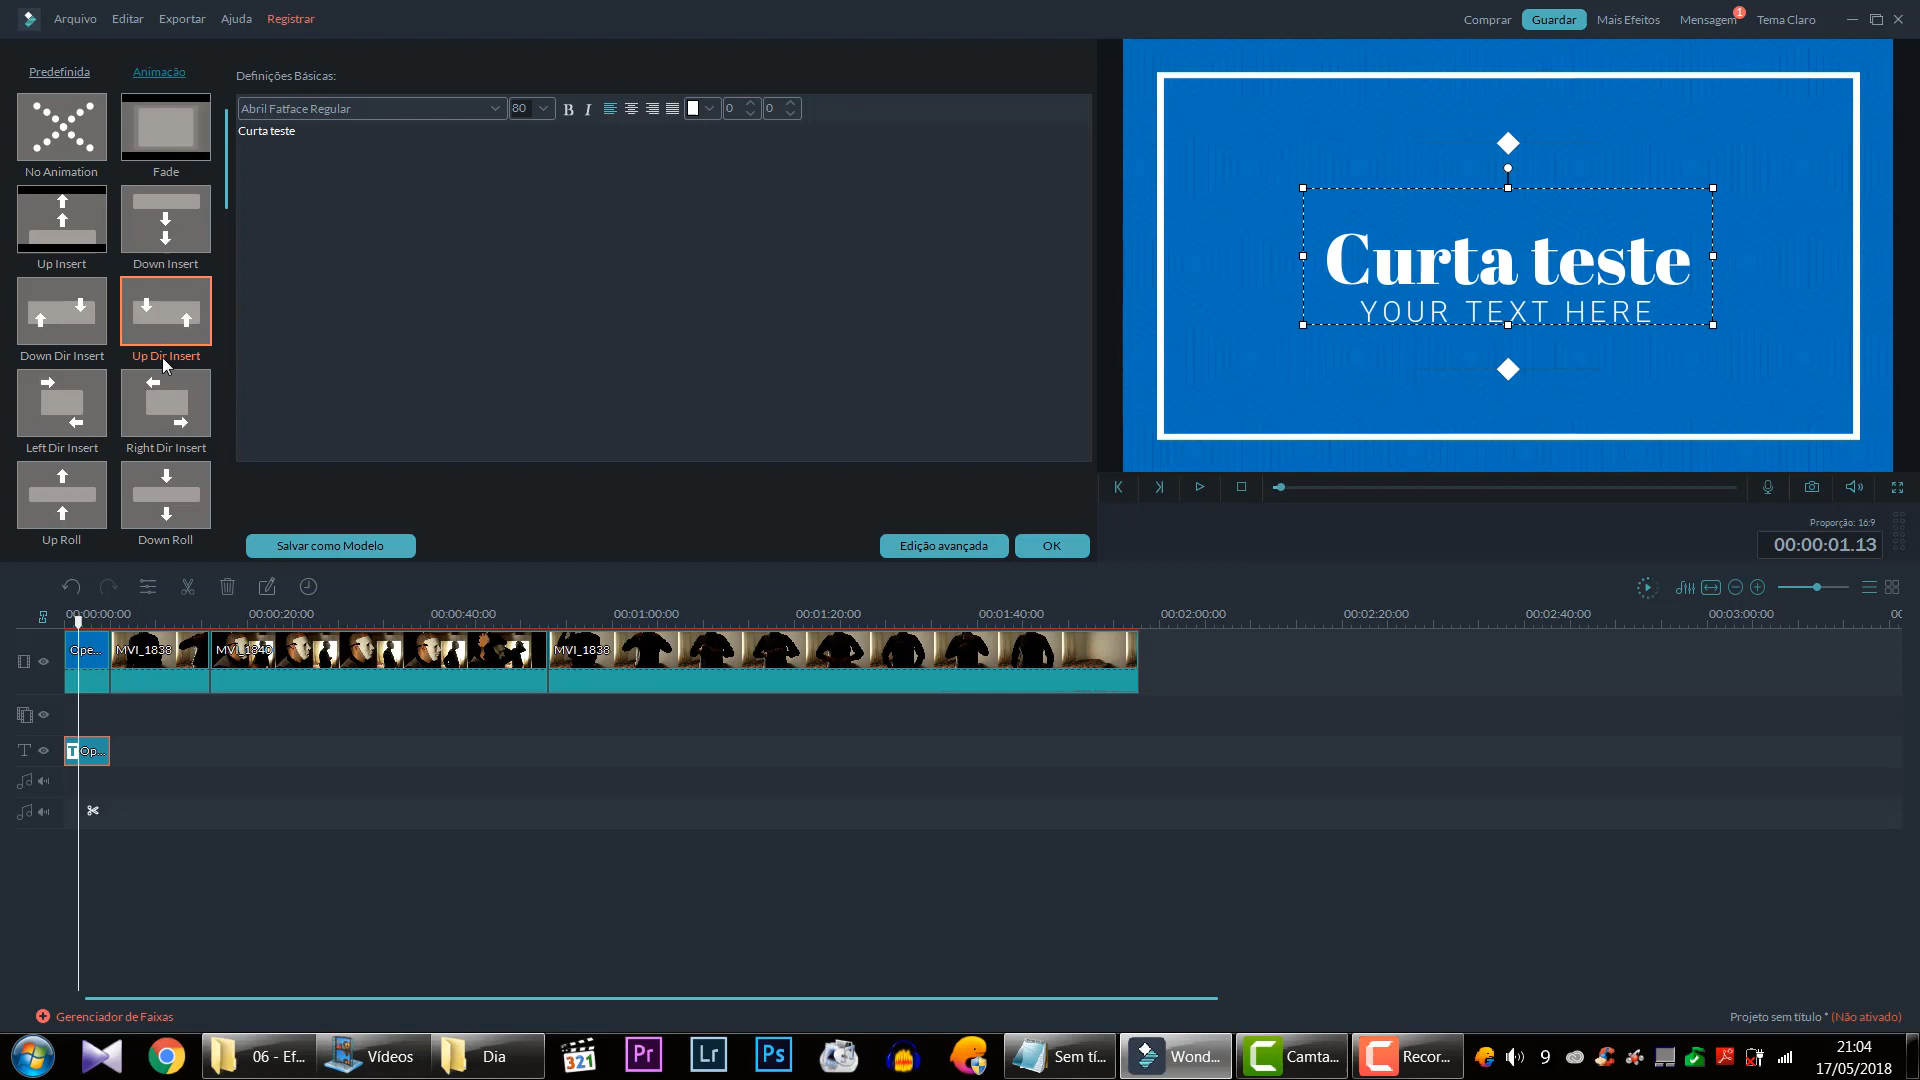 Arquivo Editar Exportar Ajuda Registrar
Comprar Guardar Mais Efeitos Mensagem 1 Tema Claro
Predefinida Animação
Definições Básicas:
Abril Fatface Regular 80 B I 0 0
Curta teste
No Animation Fade
Up Insert Down Insert
Down Dir Insert Up Dir Insert
Left Dir Insert Right Dir Insert
Up Roll Down Roll
Salvar como Modelo Edição avançada OK
Curta teste
YOUR TEXT HERE
Proporção: 16:9
00:00:01.13
00:00:00:00 00:00:20:00 00:00:40:00 00:01:00:00 00:01:20:00 00:01:40:00 00:02:00:00 00:02:20:00 00:02:40:00 00:03:00:00
Ope... MVI_1838 MVI_1840 MVI_1838
T T Op...
Gerenciador de Faixas
Projeto sem título * (Não ativado)
06 - Ef... Vídeos Dia 321 Pr Lr Ps Sem tí... Wond... Camta... Recor... 9
21:04
17/05/2018